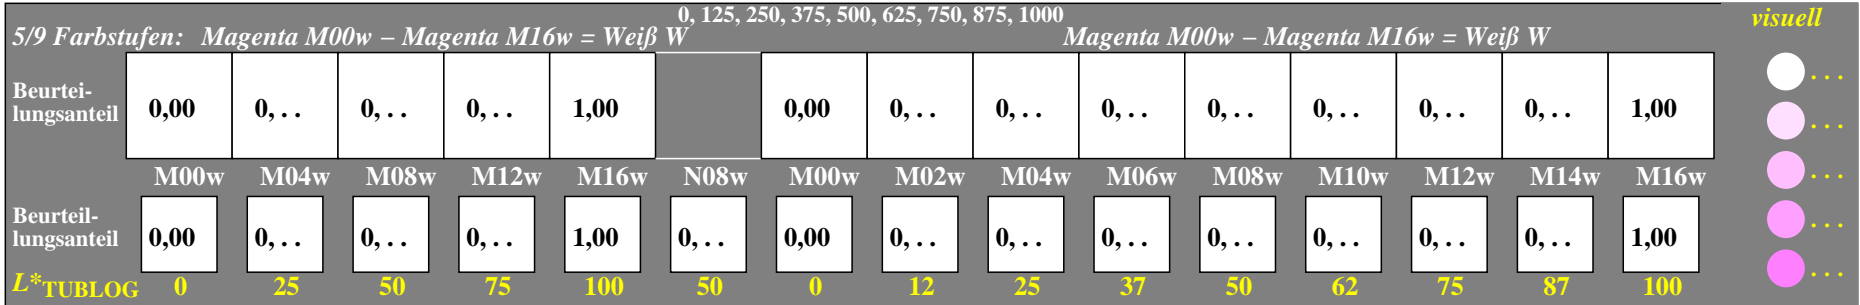 0, 125, 250, 375, 500, 625, 750, 875, 1000
visuell
5/9 Farbstufen: Magenta M00w – Magenta M16w = Weiß W Magenta M00w – Magenta M16w = Weiß W
Beurtei-
lungsanteil 0,00 0, . . 0, . . 0, . . 1,00 0,00 0, . . 0, . . 0, . . 0, . . 0, . . 0, . . 0, . . 1,00
M00w M04w M08w M12w M16w N08w M00w M02w M04w M06w M08w M10w M12w M14w M16w
Beurteil-
lungsanteil 0,00 0, . . 0, . . 0, . . 1,00 0, . . 0,00 0, . . 0, . . 0, . . 0, . . 0, . . 0, . . 0, . . 1,00
L*TUBLOG 0 25 50 75 100 50 0 12 25 37 50 62 75 87 100
. . .
. . .
. . .
. . .
. . .